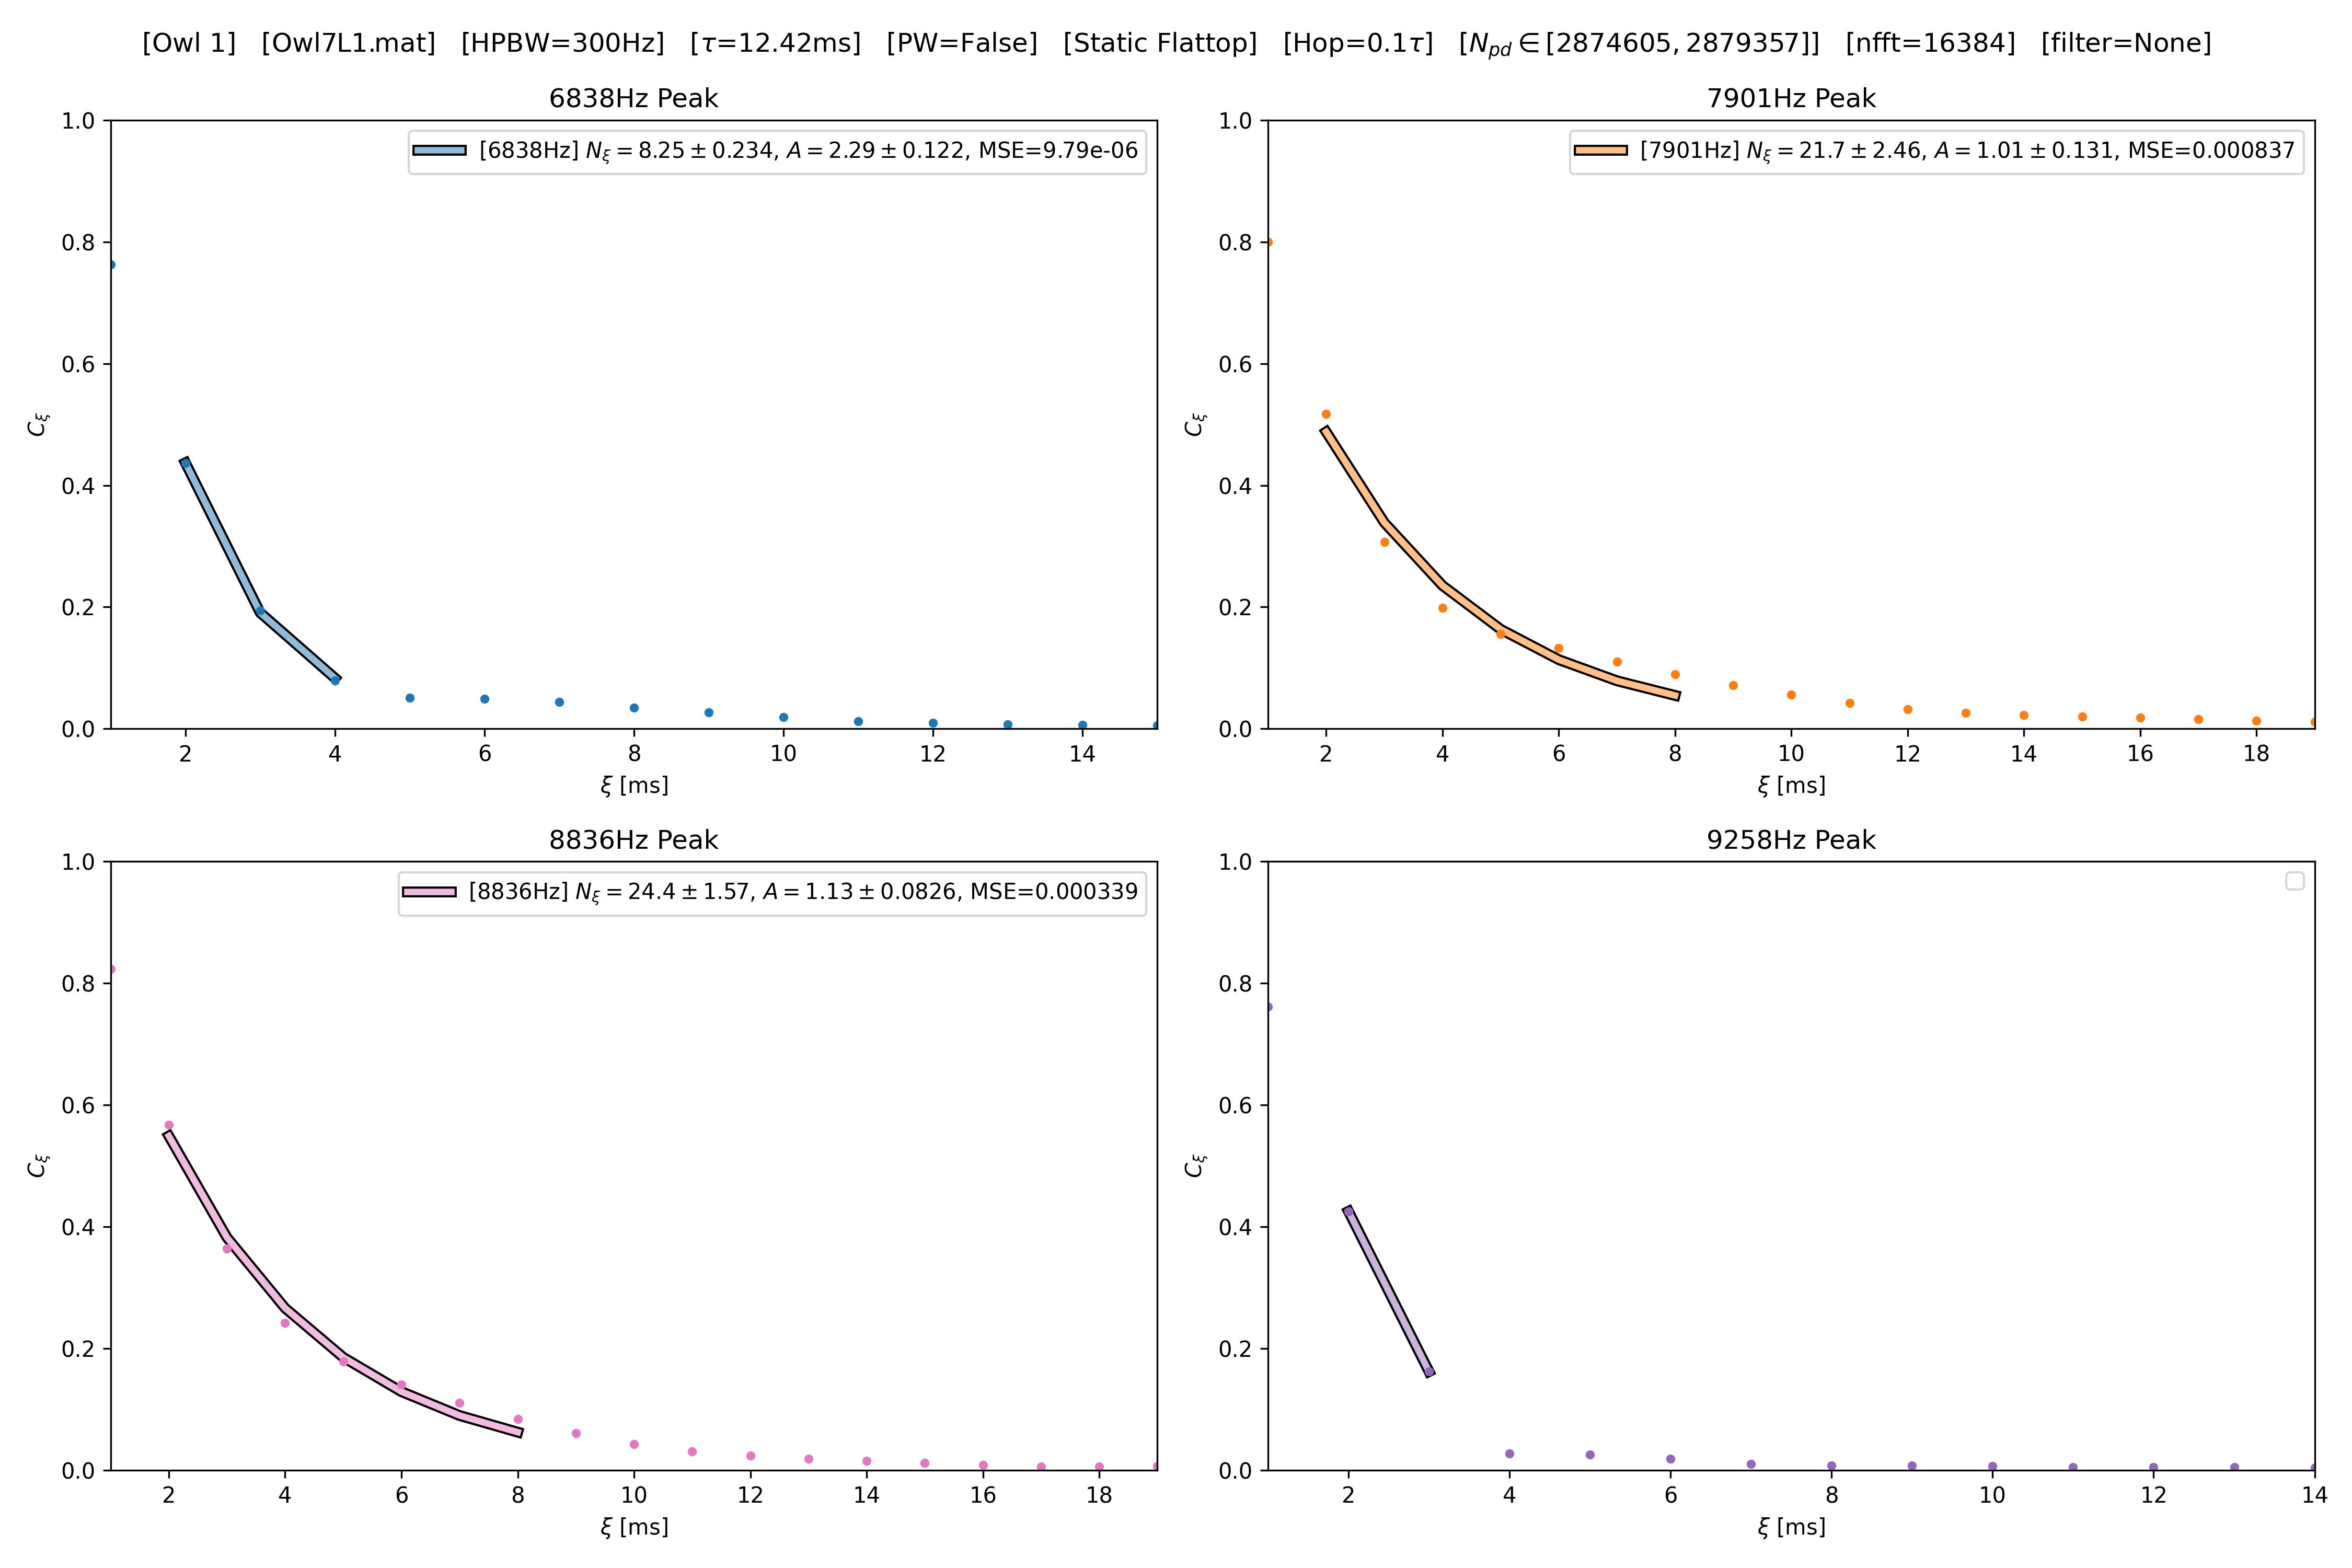 [Owl 1] [Owl7L1.mat] [HPBW=300Hz] [τ=12.42ms] [PW=False] [Static Flattop] [Hop=0.1τ] [N_pd ∈ [2874605, 2879357]] [nfft=16384] [filter=None]
6838Hz Peak
[6838Hz] N_ξ = 8.25 ± 0.234, A = 2.29 ± 0.122, MSE=9.79e-06
1.0
0.8
0.6
0.4
0.2
0.0
C_ξ
2 4 6 8 10 12 14
ξ [ms]
7901Hz Peak
[7901Hz] N_ξ = 21.7 ± 2.46, A = 1.01 ± 0.131, MSE=0.000837
1.0
0.8
0.6
0.4
0.2
0.0
C_ξ
2 4 6 8 10 12 14 16 18
ξ [ms]
8836Hz Peak
[8836Hz] N_ξ = 24.4 ± 1.57, A = 1.13 ± 0.0826, MSE=0.000339
1.0
0.8
0.6
0.4
0.2
0.0
C_ξ
2 4 6 8 10 12 14 16 18
ξ [ms]
9258Hz Peak
1.0
0.8
0.6
0.4
0.2
0.0
C_ξ
2 4 6 8 10 12 14
ξ [ms]